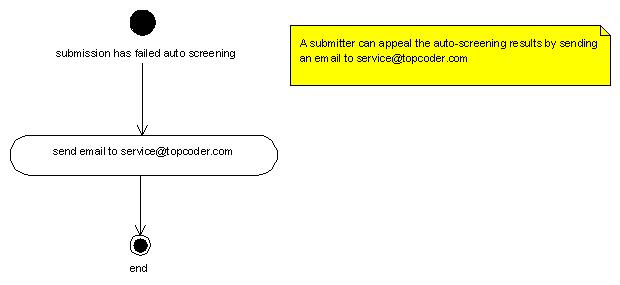 submission has failed auto screening
A submitter can appeal the auto-screening results by sending
an email to service@topcoder.com
send email to service@topcoder.com
end